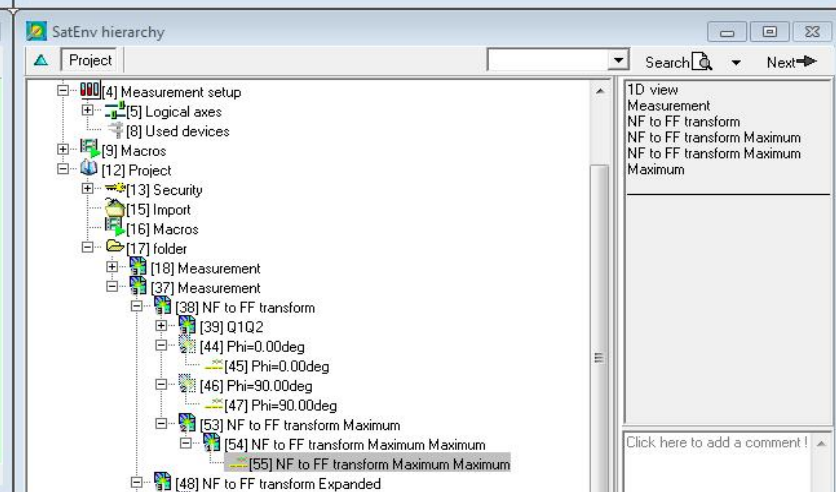 SatEnv hierarchy
Project
Search
Next
[4] Measurement setup
[5] Logical axes
[8] Used devices
[9] Macros
[12] Project
[13] Security
[15] Import
[16] Macros
[17] folder
[18] Measurement
[37] Measurement
[38] NF to FF transform
[39] Q1Q2
[44] Phi=0.00deg
[45] Phi=0.00deg
[46] Phi=90.00deg
[47] Phi=90.00deg
[53] NF to FF transform Maximum
[54] NF to FF transform Maximum Maximum
[55] NF to FF transform Maximum Maximum
[48] NF to FF transform Expanded
1D view
Measurement
NF to FF transform
NF to FF transform Maximum
NF to FF transform Maximum
Maximum
Click here to add a comment !